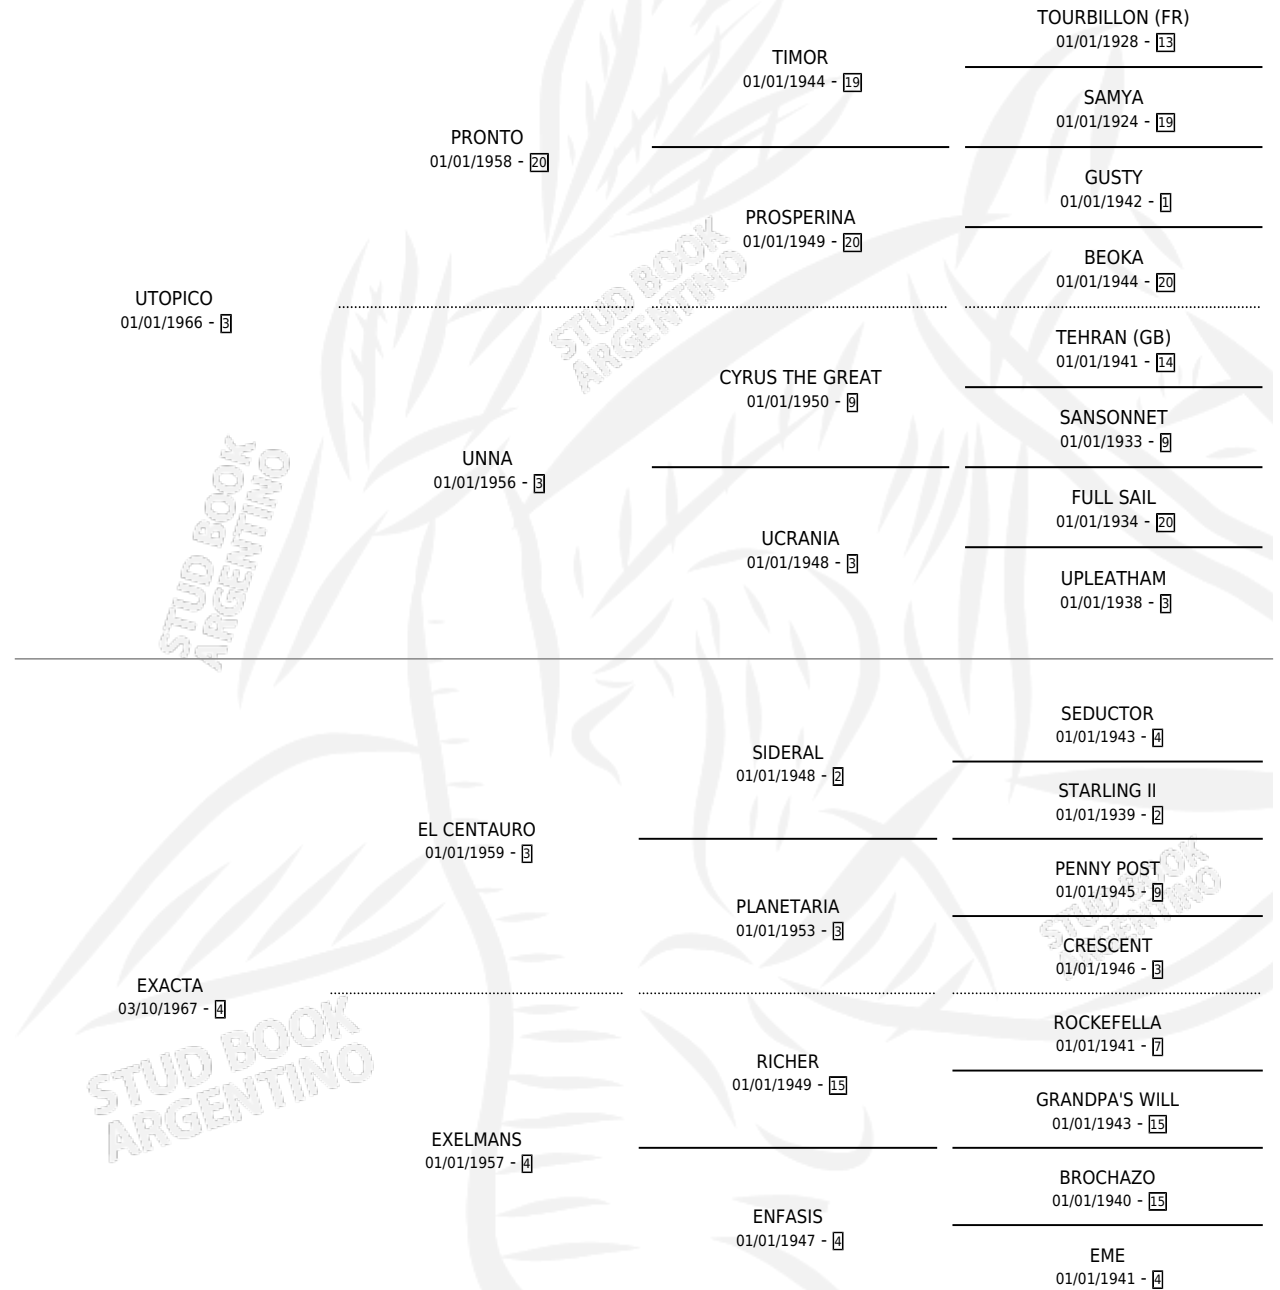 TOURBILLON (FR)
01/01/1928 - 13
TIMOR
01/01/1944 - 19
SAMYA
01/01/1924 - 19
PRONTO
01/01/1958 - 20
GUSTY
01/01/1942 - 1
PROSPERINA
01/01/1949 - 20
BEOKA
01/01/1944 - 20
UTOPICO
01/01/1966 - 3
TEHRAN (GB)
01/01/1941 - 14
CYRUS THE GREAT
01/01/1950 - 9
SANSONNET
01/01/1933 - 9
UNNA
01/01/1956 - 3
FULL SAIL
01/01/1934 - 20
UCRANIA
01/01/1948 - 3
UPLEATHAM
01/01/1938 - 3
SEDUCTOR
01/01/1943 - 4
SIDERAL
01/01/1948 - 2
STARLING II
01/01/1939 - 2
EL CENTAURO
01/01/1959 - 3
PENNY POST
01/01/1945 - 9
PLANETARIA
01/01/1953 - 3
CRESCENT
01/01/1946 - 3
EXACTA
03/10/1967 - 4
ROCKEFELLA
01/01/1941 - 7
RICHER
01/01/1949 - 15
GRANDPA'S WILL
01/01/1943 - 15
EXELMANS
01/01/1957 - 4
BROCHAZO
01/01/1940 - 15
ENFASIS
01/01/1947 - 4
EME
01/01/1941 - 4
STUD BOOK
ARGENTINO
STUD BOOK
ARGENTINO
STUD BOOK
ARGENTINO
STUD BOOK
ARGENTINO